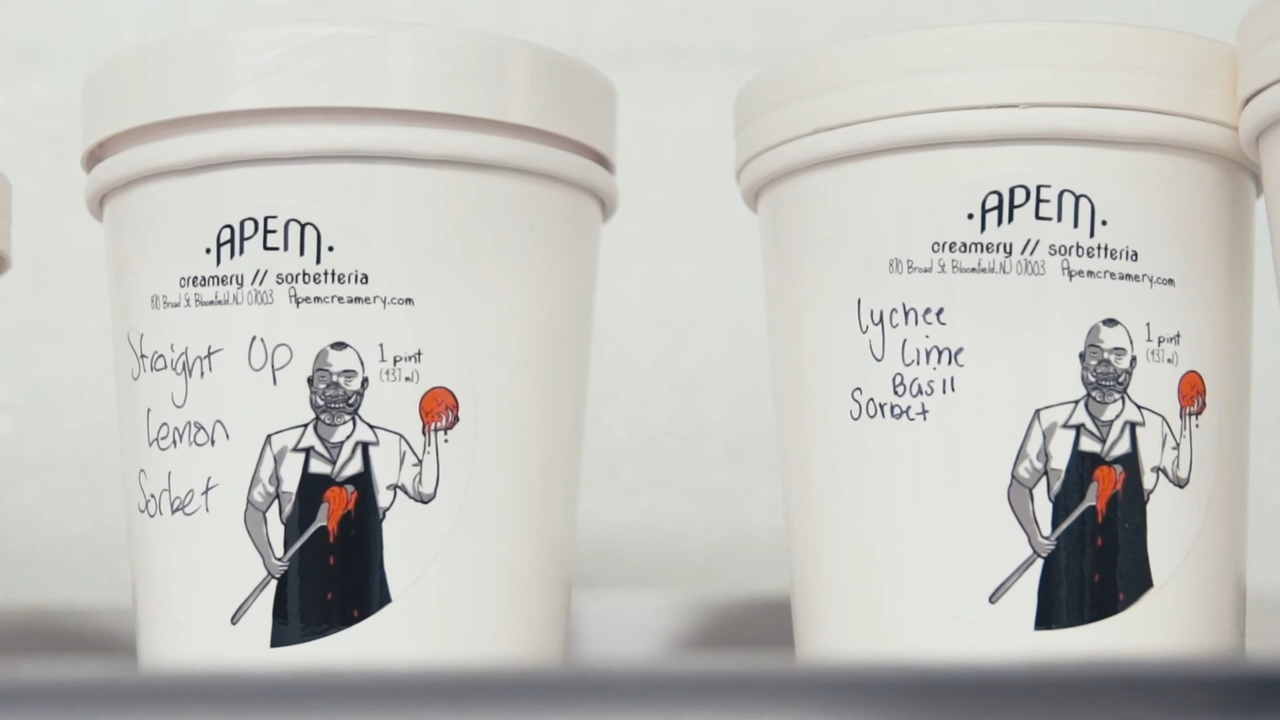 ·APEM·
creamery // sorbetteria
810 Broad St. Bloomfield, NJ 07003 Apemcreamery.com
Straight Up
Lemon
Sorbet
1 pint
(437 ml)
·APEM·
creamery // sorbetteria
810 Broad St. Bloomfield, NJ 07003 Apemcreamery.com
lychee
lime
Basil
Sorbet
1 pint
(437 ml)